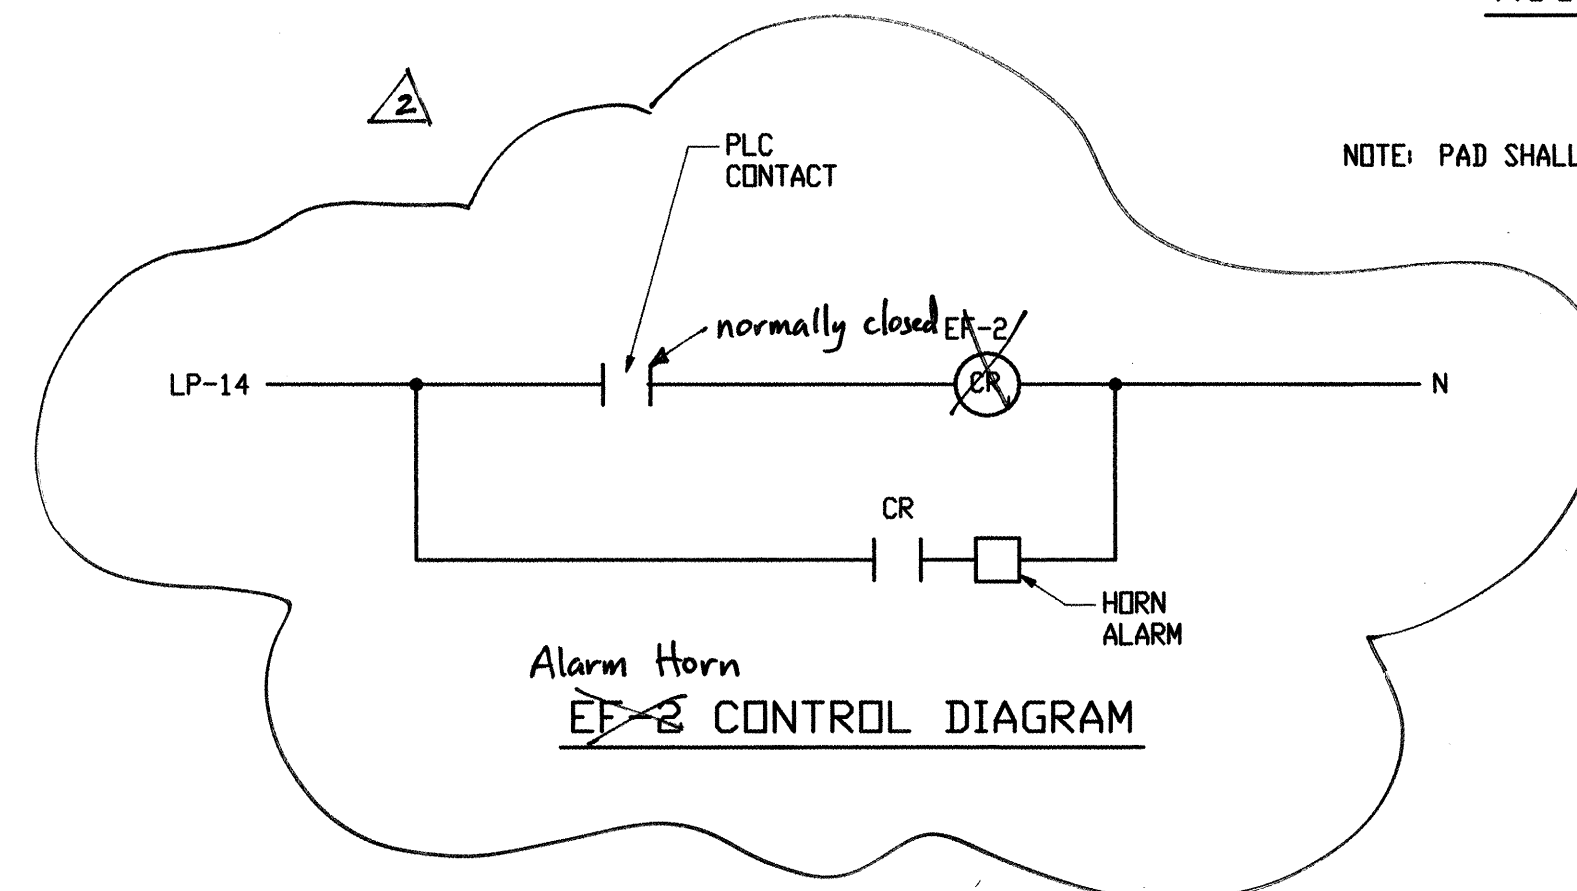 2
PLC
CONTACT
NOTE: PAD SHALL
normally closed EF-2
LP-14
CR
N
CR
HORN
ALARM
Alarm Horn
EF-2 CONTROL DIAGRAM